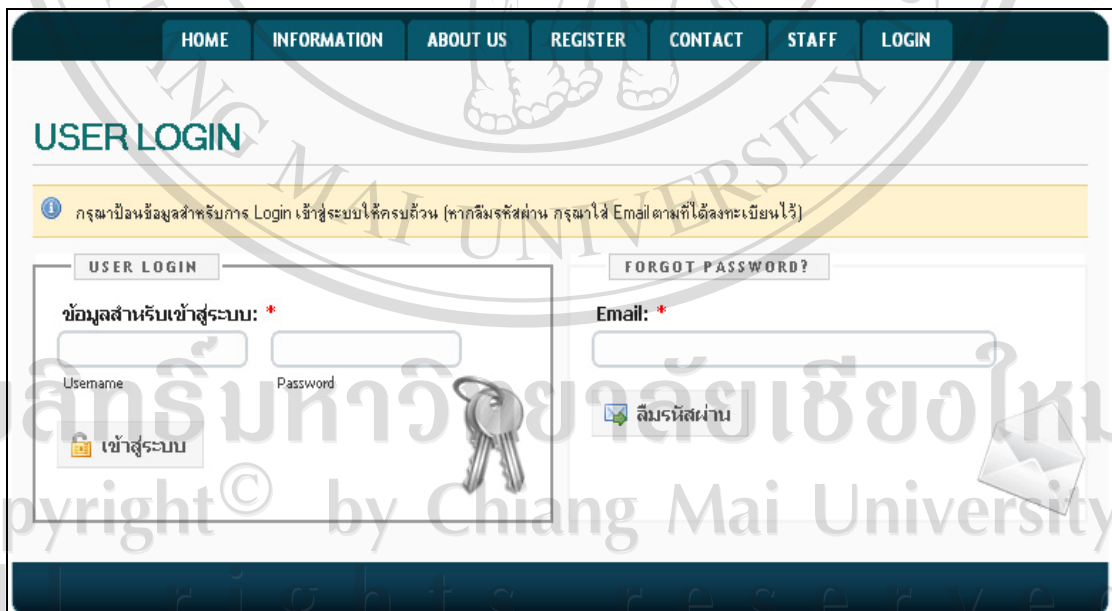 HOME INFORMATION ABOUT US REGISTER CONTACT STAFF LOGIN
USER LOGIN
กรุณาป้อนข้อมูลสำหรับการ Login เข้าสู่ระบบให้ครบถ้วน (หากลืมรหัสผ่าน กรุณาใส่ Email ตามที่ได้ลงทะเบียนไว้)
USER LOGIN
ข้อมูลสำหรับเข้าสู่ระบบ: *
Username Password
เข้าสู่ระบบ
FORGOT PASSWORD?
Email: *
ลืมรหัสผ่าน
NG MAI UNIVERSITY
ลิกธิ์มหาวิทยาลัยเชียงใหม
pyright© by Chiang Mai University
l rights reserved